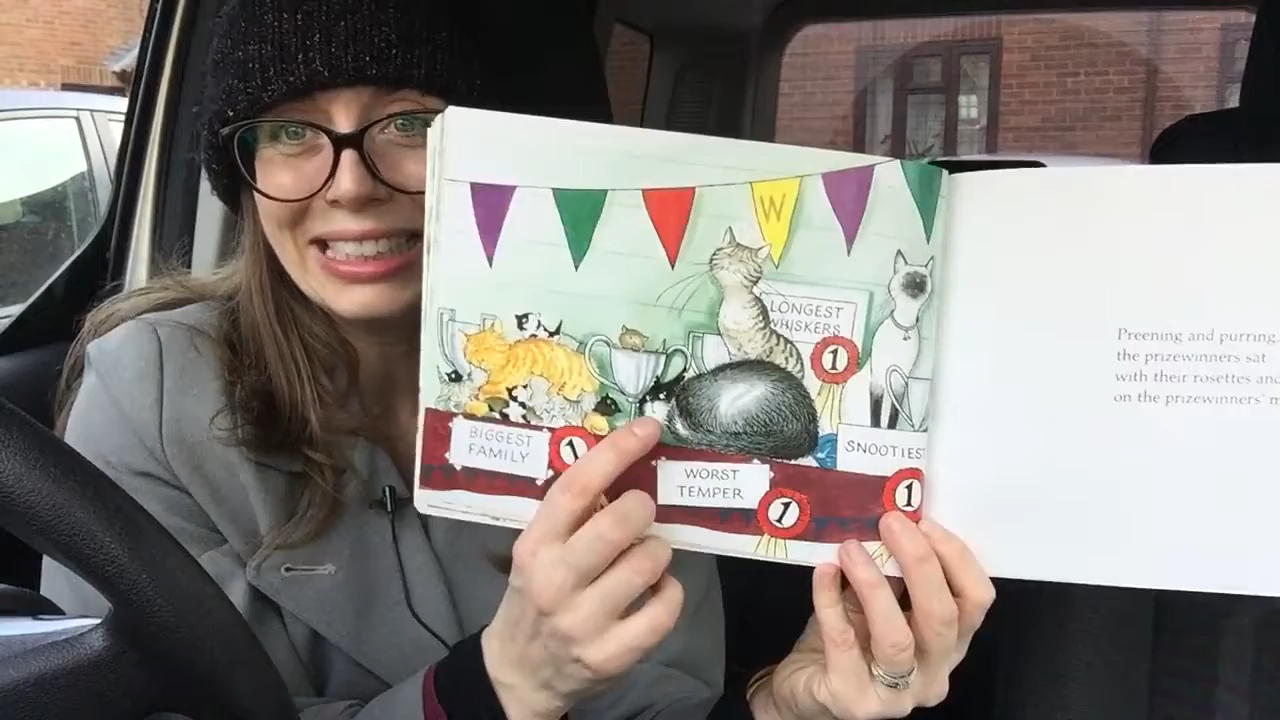 W
LONGEST
WHISKERS
1
BIGGEST
FAMILY
1
WORST
TEMPER
1
SNOOTIEST
1
Preening and purring,
the prizewinners sat
with their rosettes and
on the prizewinners'